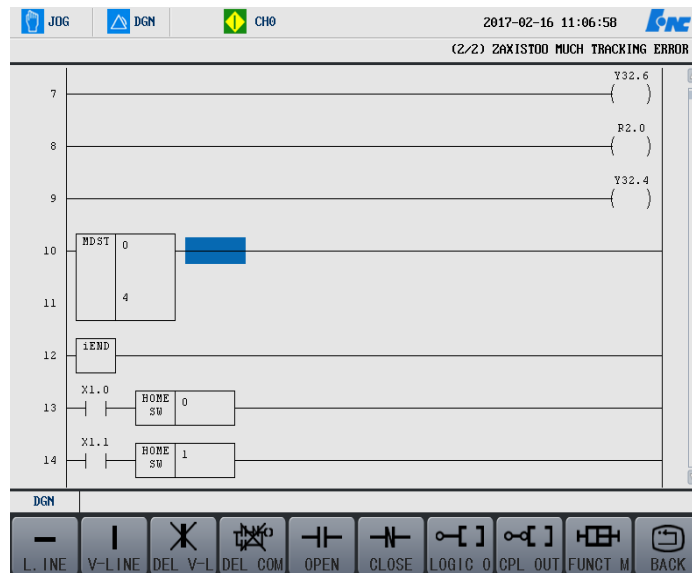 JOG DGN CH0 2017-02-16 11:06:58
(2/2) ZAXISTOO MUCH TRACKING ERROR
Y32.6
7 ( )
R2.0
8 ( )
Y32.4
9 ( )
MDST 0
10
4
11
iEND
12
X1.0
HOME 0
13 SW
X1.1
HOME 1
14 SW
DGN
L.INE V-LINE DEL V-L DEL COM OPEN CLOSE LOGIC O CPL OUT FUNCT M BACK